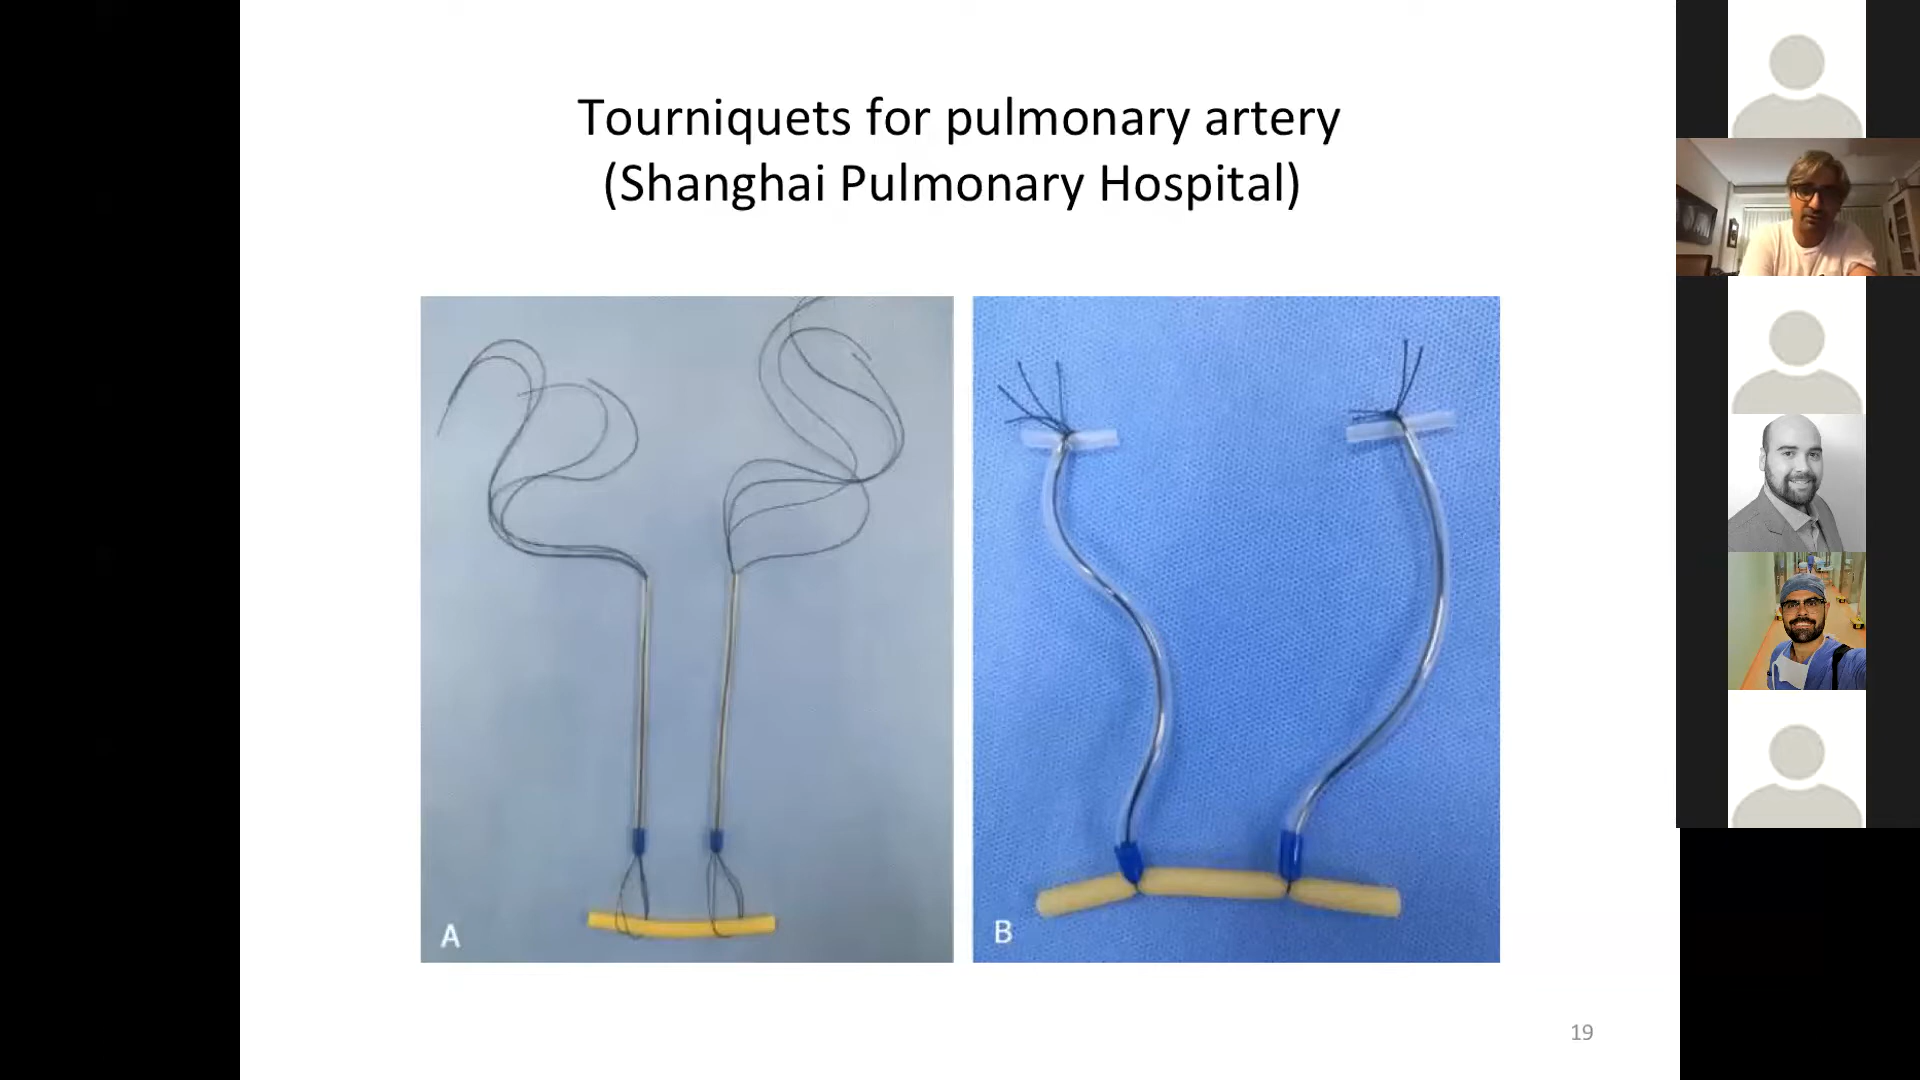 Tourniquets for pulmonary artery
(Shanghai Pulmonary Hospital)
A
B
19